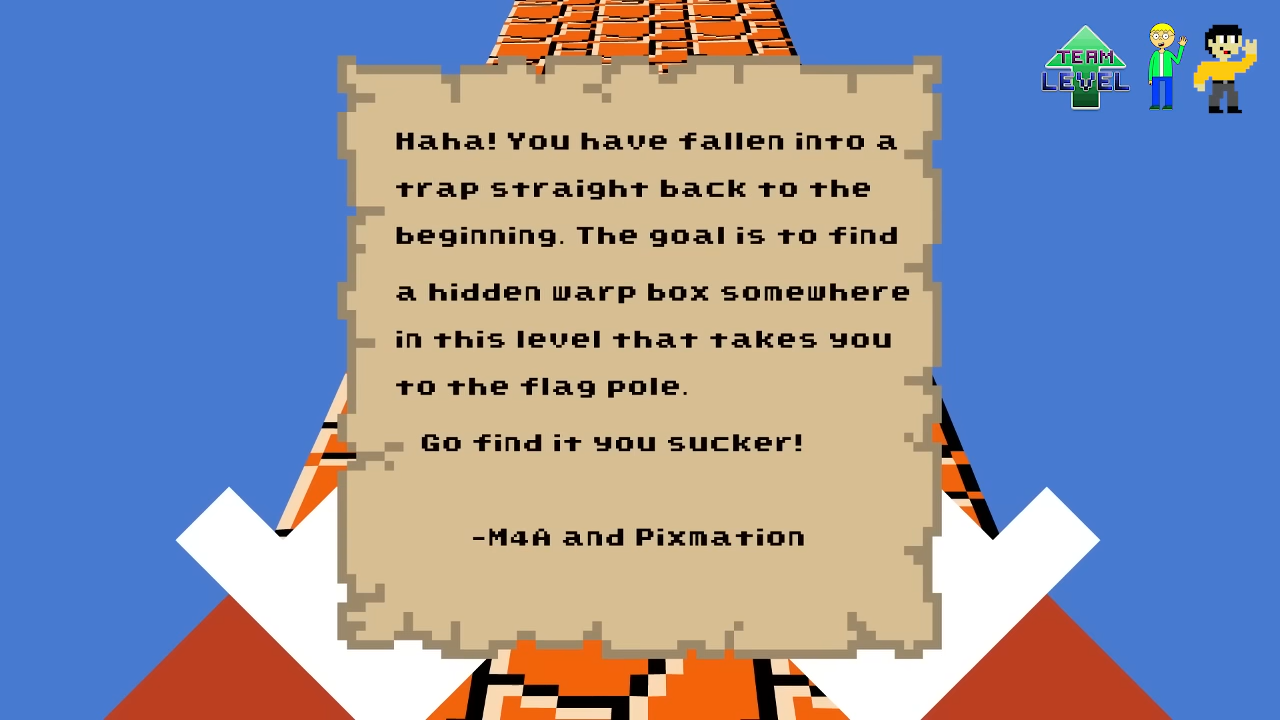 TEAM
LEVEL
Haha! You have fallen into a
trap straight back to the
beginning. The goal is to find
a hidden warp box somewhere
in this level that takes you
to the flag pole.
Go find it you sucker!
-M4A and Pixmation